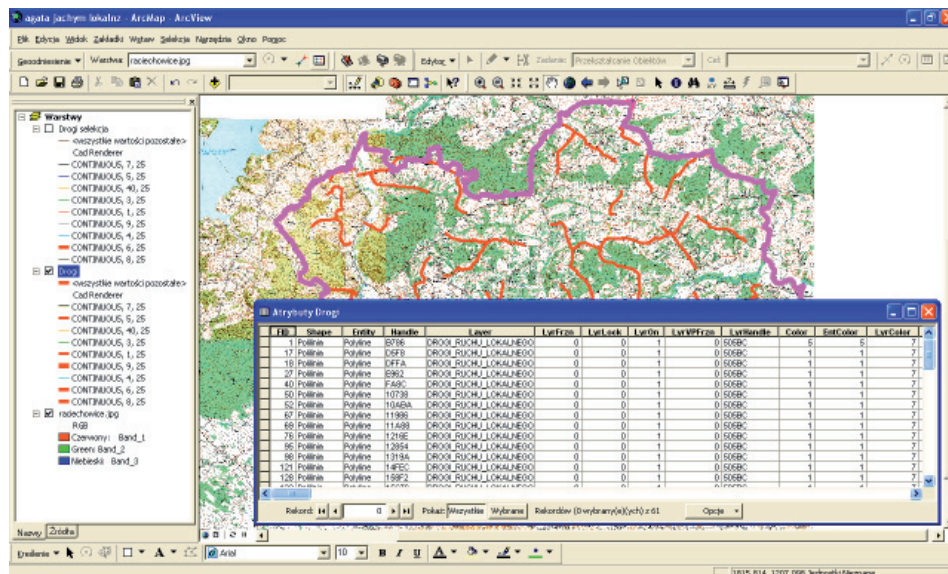 agata jachym lokalnz - ArcMap - ArcView
Plik Edycja Widok Zakładki Wstaw Selekcja Narzędzia Okno Pomoc
Warstwa: raciechowice.jpg Edytor Zadanie: Przekształcanie Obiektów Cel:
Warstwy
Drogi selekcja
<wszystkie wartości pozostałe>
Cad Renderer
CONTINUOUS, 7, 25
CONTINUOUS, 5, 25
CONTINUOUS, 40, 25
CONTINUOUS, 3, 25
CONTINUOUS, 1, 25
CONTINUOUS, 9, 25
CONTINUOUS, 4, 25
CONTINUOUS, 6, 25
CONTINUOUS, 8, 25
Drogi
<wszystkie wartości pozostałe>
Cad Renderer
CONTINUOUS, 7, 25
CONTINUOUS, 5, 25
CONTINUOUS, 40, 25
CONTINUOUS, 3, 25
CONTINUOUS, 1, 25
CONTINUOUS, 9, 25
CONTINUOUS, 4, 25
CONTINUOUS, 6, 25
CONTINUOUS, 8, 25
raciechowice.jpg
RGB
Czerwony: Band_1
Green: Band_2
Niebieski: Band_3
Nazwy Źródła
Atrybuty Drogi
FID Shape Entity Handle Layer LyrFrzn LyrLock LyrOn LyrVPFrzn LyrHandle Color EntColor LyrColor
1 Polilinia Polyline B786 DROGI_RUCHU_LOKALNEGO 0 0 1 0 505BC 5 5 7
17 Polilinia Polyline D5FB DROGI_RUCHU_LOKALNEGO 0 0 1 0 505BC 1 1 7
18 Polilinia Polyline DFFA DROGI_RUCHU_LOKALNEGO 0 0 1 0 505BC 1 1 7
27 Polilinia Polyline E982 DROGI_RUCHU_LOKALNEGO 0 0 1 0 505BC 1 1 7
40 Polilinia Polyline FA8C DROGI_RUCHU_LOKALNEGO 0 0 1 0 505BC 1 1 7
50 Polilinia Polyline 10738 DROGI_RUCHU_LOKALNEGO 0 0 1 0 505BC 1 1 7
52 Polilinia Polyline 10ABA DROGI_RUCHU_LOKALNEGO 0 0 1 0 505BC 1 1 7
67 Polilinia Polyline 11986 DROGI_RUCHU_LOKALNEGO 0 0 1 0 505BC 1 1 7
69 Polilinia Polyline 11A88 DROGI_RUCHU_LOKALNEGO 0 0 1 0 505BC 1 1 7
76 Polilinia Polyline 1216E DROGI_RUCHU_LOKALNEGO 0 0 1 0 505BC 1 1 7
95 Polilinia Polyline 12854 DROGI_RUCHU_LOKALNEGO 0 0 1 0 505BC 1 1 7
98 Polilinia Polyline 1319A DROGI_RUCHU_LOKALNEGO 0 0 1 0 505BC 1 1 7
121 Polilinia Polyline 14FEC DROGI_RUCHU_LOKALNEGO 0 0 1 0 505BC 1 1 7
128 Polilinia Polyline 159F2 DROGI_RUCHU_LOKALNEGO 0 0 1 0 505BC 1 1 7
Rekord: 0 Pokaż: Wszystkie Wybrane Rekordów (0 wybrany(e)(ych) z 61 Opcje
Arial 10 B I U A